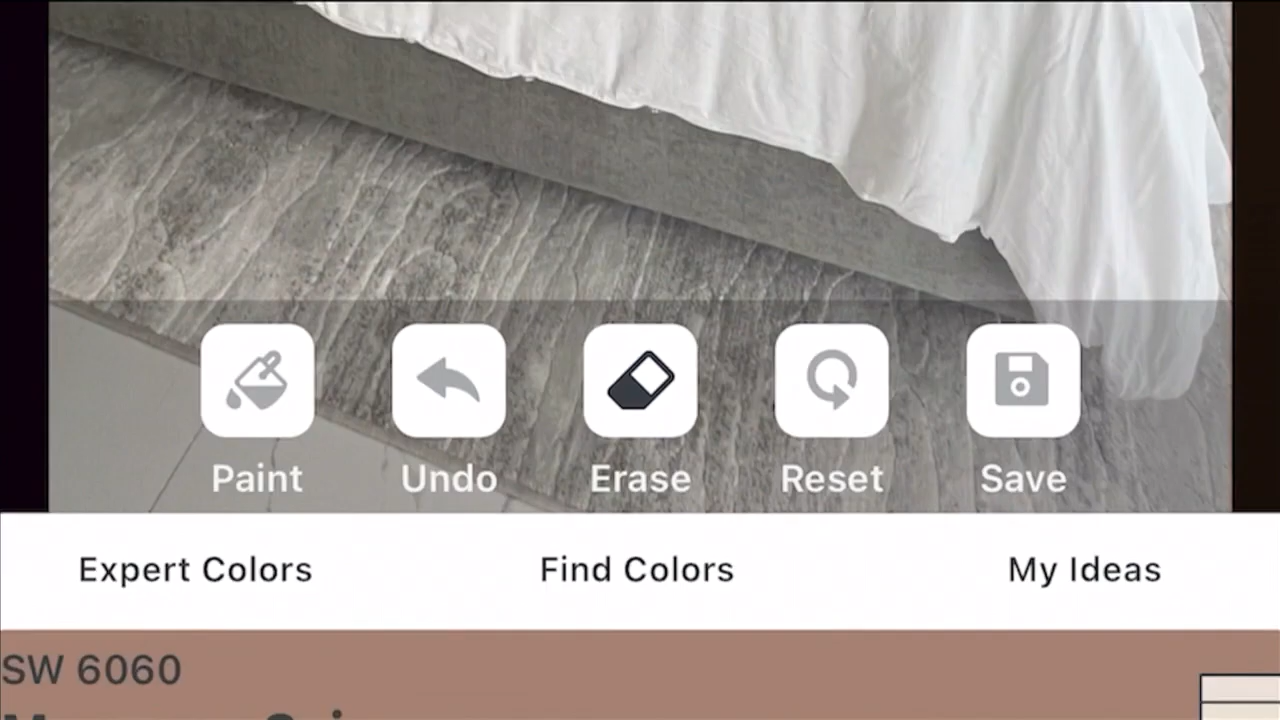 Paint Undo Erase Reset Save
Expert Colors Find Colors My Ideas
SW 6060